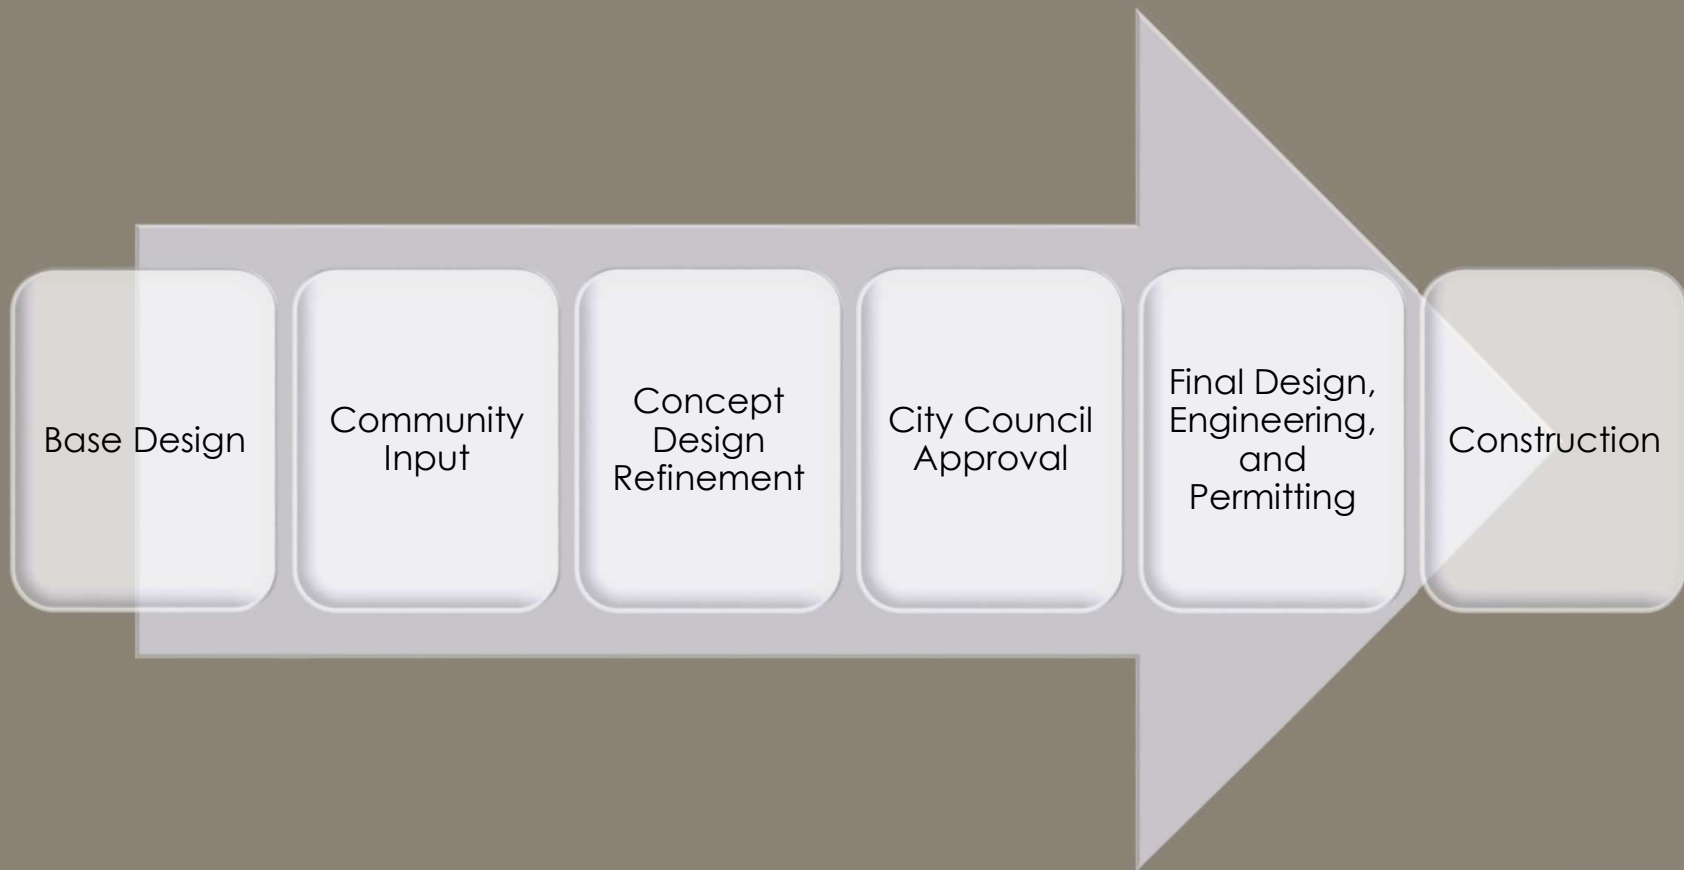 Base Design
Community
Input
Concept
Design
Refinement
City Council
Approval
Final Design,
Engineering,
and
Permitting
Construction